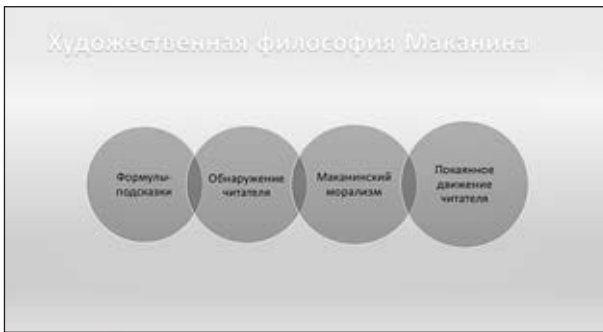 Художественная философия Маканина
Формулы-
подсказки
Обнаружение
читателя
Маканинский
морализм
Покаянное
движение
читателя